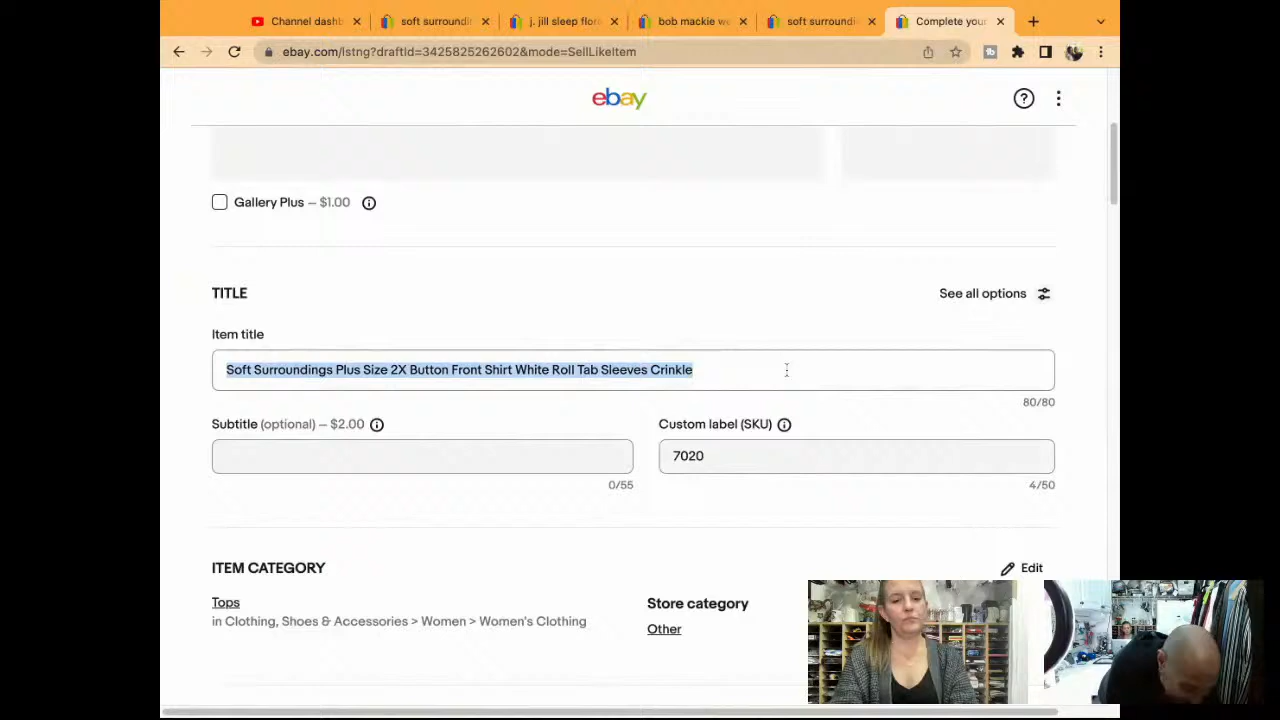 Channel dashb
soft surroundin
j. jill sleep flor
bob mackie we
soft surroundi
Complete your
ebay.com/lstng?draftId=3425825262602&mode=SellLikeItem
ebay
Gallery Plus – $1.00
TITLE
See all options
Item title
Soft Surroundings Plus Size 2X Button Front Shirt White Roll Tab Sleeves Crinkle
80/80
Subtitle (optional) – $2.00
Custom label (SKU)
7020
0/55
4/50
ITEM CATEGORY
Edit
Tops
in Clothing, Shoes & Accessories > Women > Women's Clothing
Store category
Other